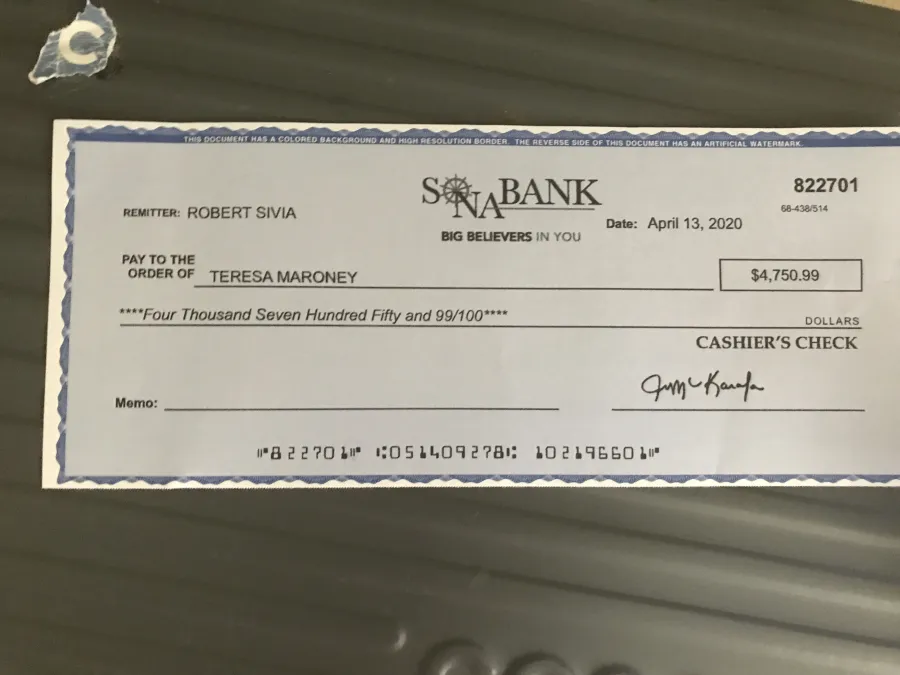 C
THIS DOCUMENT HAS A COLORED BACKGROUND AND HIGH RESOLUTION BORDER. THE REVERSE SIDE OF THIS DOCUMENT HAS AN ARTIFICIAL WATERMARK.
SONABANK
BIG BELIEVERS IN YOU
822701
68-438/514
REMITTER: ROBERT SIVIA
Date: April 13, 2020
PAY TO THE
ORDER OF TERESA MARONEY
$4,750.99
****Four Thousand Seven Hundred Fifty and 99/100****
DOLLARS
CASHIER'S CHECK
Memo:
⑈822701⑈ ⑆051409278⑆ 102196601⑈